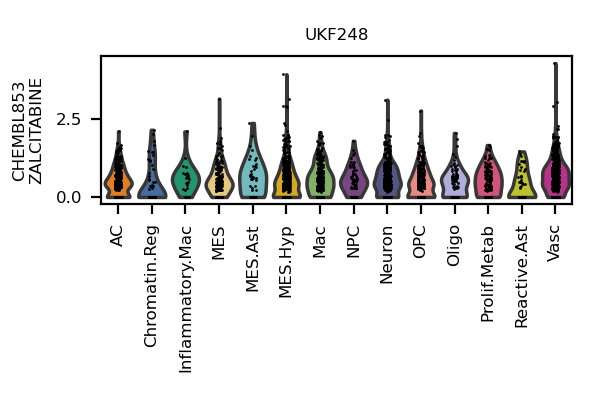 UKF248
CHEMBL853
ZALCITABINE
2.5
0.0
AC
Chromatin.Reg
Inflammatory.Mac
MES
MES.Ast
MES.Hyp
Mac
NPC
Neuron
OPC
Oligo
Prolif.Metab
Reactive.Ast
Vasc